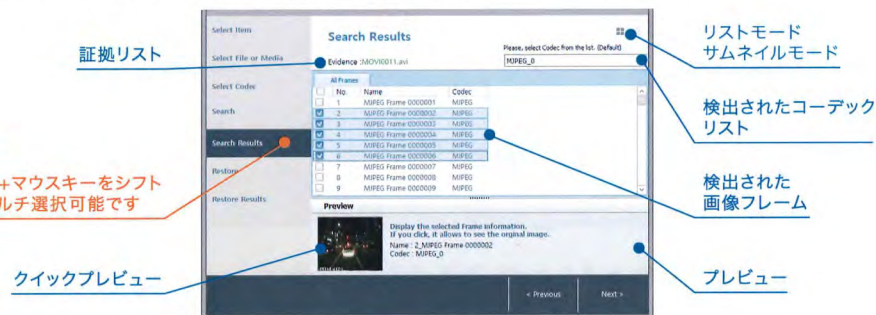 Select Item
Select File or Media
Select Codec
Search
Search Results
Restore
Restore Results
Search Results
Evidence :MOVI0011.avi
Please, select Codec from the list. (Default)
MJPEG_0
All Frames
No. Name Codec
1 MJPEG Frame 0000001 MJPEG
2 MJPEG Frame 0000002 MJPEG
3 MJPEG Frame 0000003 MJPEG
4 MJPEG Frame 0000004 MJPEG
5 MJPEG Frame 0000005 MJPEG
6 MJPEG Frame 0000006 MJPEG
7 MJPEG Frame 0000007 MJPEG
8 MJPEG Frame 0000008 MJPEG
9 MJPEG Frame 0000009 MJPEG
Preview
Display the selected Frame information.
If you click, it allows to see the orginal image.
Name : 2_MJPEG Frame 0000002
Codec : MJPEG_0
< Previous Next >
証拠リスト
+マウスキーをシフト
ルチ選択可能です
クイックプレビュー
リストモード
サムネイルモード
検出されたコーデック
リスト
検出された
画像フレーム
プレビュー